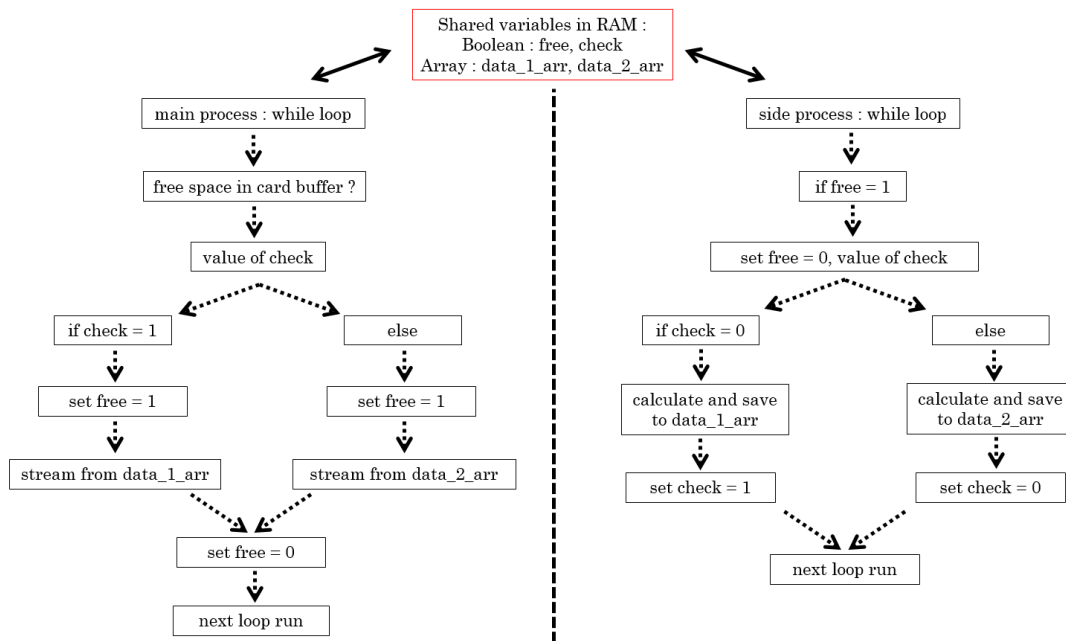 Shared variables in RAM :
Boolean : free, check
Array : data_1_arr, data_2_arr
main process : while loop
free space in card buffer ?
value of check
if check = 1
else
set free = 1
set free = 1
stream from data_1_arr
stream from data_2_arr
set free = 0
next loop run
side process : while loop
if free = 1
set free = 0, value of check
if check = 0
else
calculate and save
to data_1_arr
calculate and save
to data_2_arr
set check = 1
set check = 0
next loop run